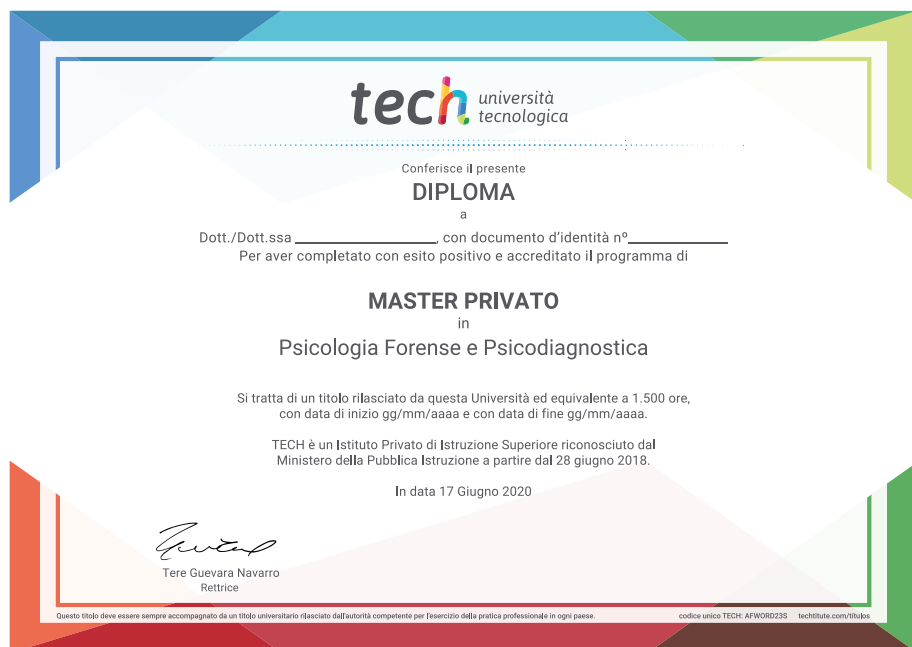 tech università
tecnologica
Conferisce il presente
DIPLOMA
a
Dott./Dott.ssa ____________________, con documento d'identità nº______________
Per aver completato con esito positivo e accreditato il programma di
MASTER PRIVATO
in
Psicologia Forense e Psicodiagnostica
Si tratta di un titolo rilasciato da questa Università ed equivalente a 1.500 ore,
con data di inizio gg/mm/aaaa e con data di fine gg/mm/aaaa.
TECH è un Istituto Privato di Istruzione Superiore riconosciuto dal
Ministero della Pubblica Istruzione a partire dal 28 giugno 2018.
In data 17 Giugno 2020
Tere Guevara Navarro
Rettrice
Questo titolo deve essere sempre accompagnato da un titolo universitario rilasciato dall'autorità competente per l'esercizio della pratica professionale in ogni paese.
codice unico TECH: AFWORD23S techtitute.com/títulos